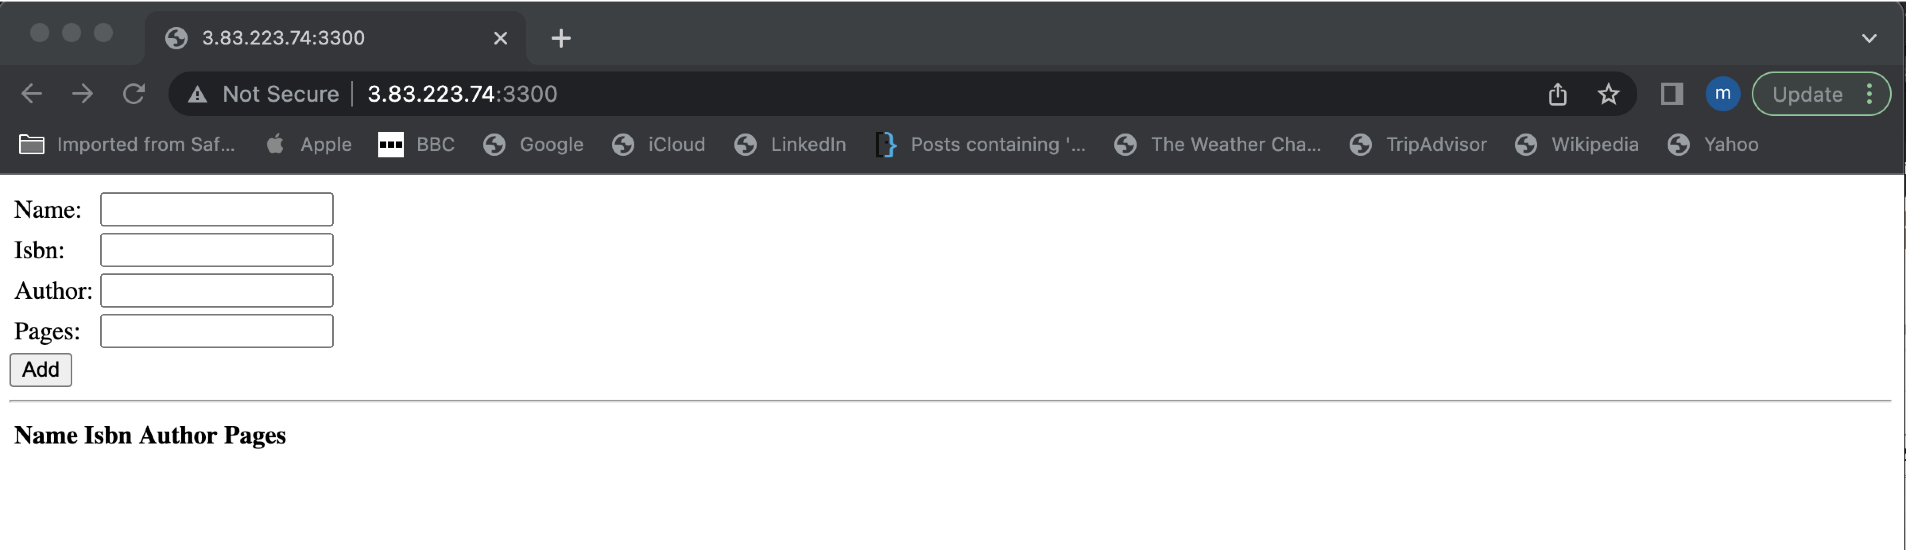 3.83.223.74:3300
Not Secure 3.83.223.74:3300 m Update
Imported from Saf... Apple BBC Google iCloud LinkedIn Posts containing '... The Weather Cha... TripAdvisor Wikipedia Yahoo
Name:
Isbn:
Author:
Pages:
Add
Name Isbn Author Pages